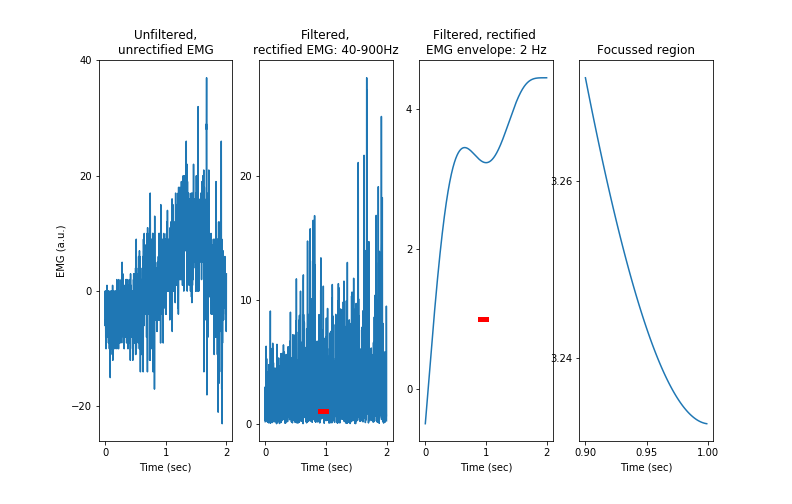 Unfiltered,
unrectified EMG
Filtered,
rectified EMG: 40-900Hz
Filtered, rectified
EMG envelope: 2 Hz
Focussed region
EMG (a.u.)
40
20
0
−20
0 1 2
Time (sec)
20
10
0
0 1 2
Time (sec)
4
2
0
0 1 2
Time (sec)
3.26
3.24
0.90 0.95 1.00
Time (sec)